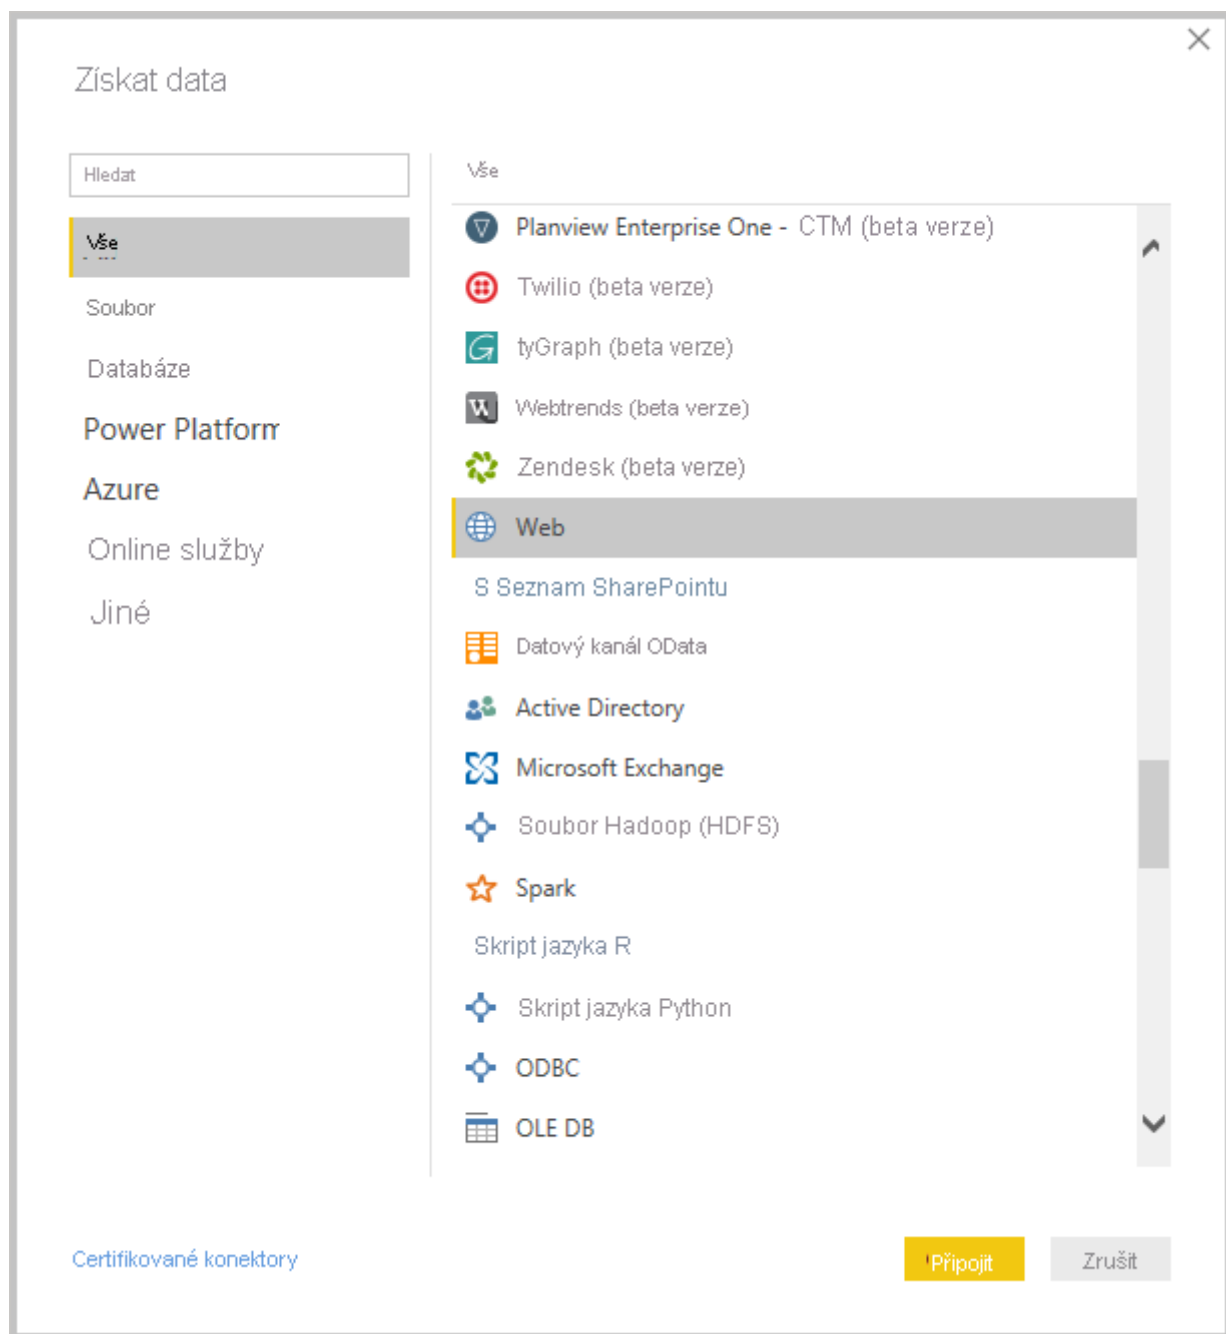 Získat data
Hledat
Vše
Soubor
Databáze
Power Platform
Azure
Online služby
Jiné
Vše
Planview Enterprise One - CTM (beta verze)
Twilio (beta verze)
tyGraph (beta verze)
Webtrends (beta verze)
Zendesk (beta verze)
Web
S Seznam SharePointu
Datový kanál OData
Active Directory
Microsoft Exchange
Soubor Hadoop (HDFS)
Spark
Skript jazyka R
Skript jazyka Python
ODBC
OLE DB
Certifikované konektory
Připojit
Zrušit